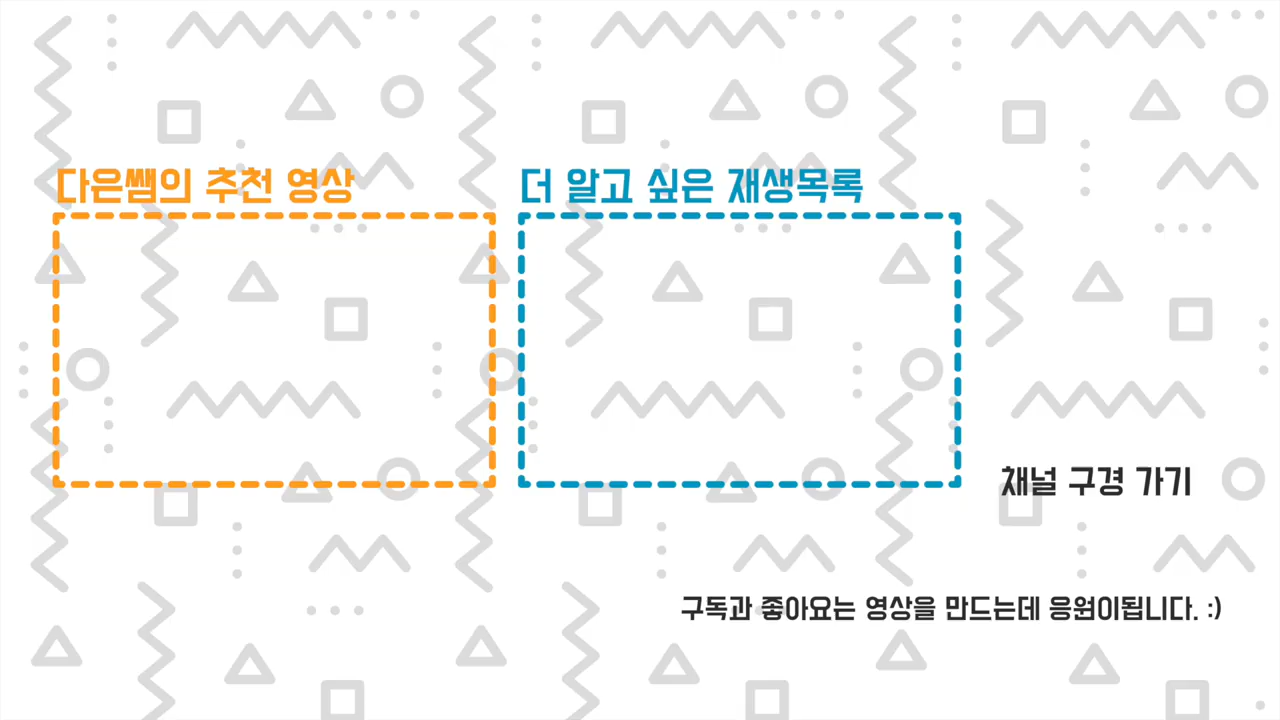 다은쌤의 추천 영상
더 알고 싶은 재생목록
채널 구경 가기
구독과 좋아요는 영상을 만드는데 응원이됩니다. :)